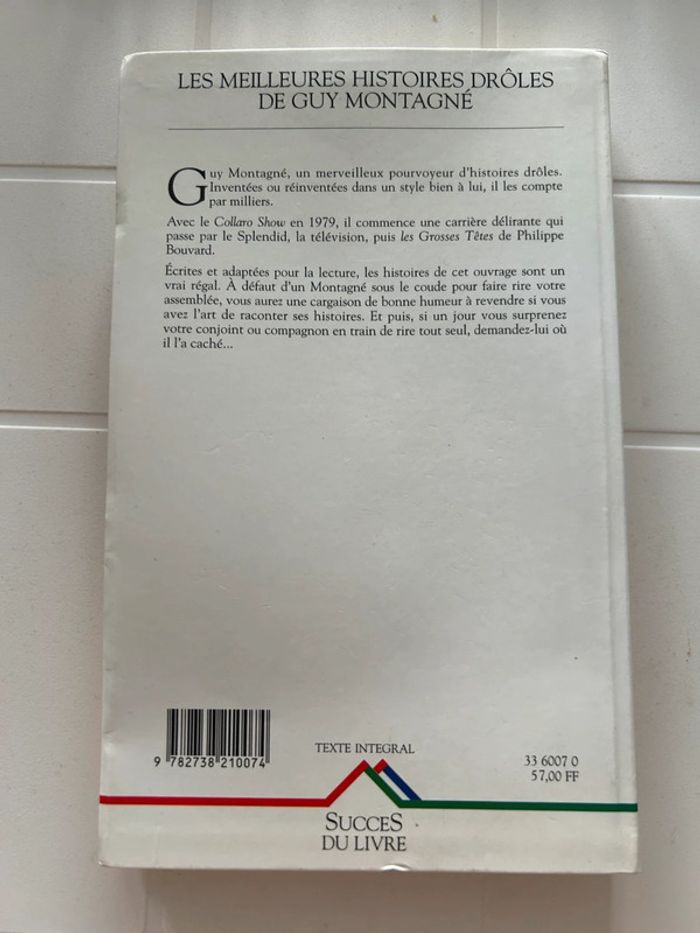 LES MEILLEURES HISTOIRES DRÔLES
DE GUY MONTAGNÉ
Guy Montagné, un merveilleux pourvoyeur d'histoires drôles.
Inventées ou réinventées dans un style bien à lui, il les compte
par milliers.
Avec le Collaro Show en 1979, il commence une carrière délirante qui
passe par le Splendid, la télévision, puis les Grosses Têtes de Philippe
Bouvard.
Écrites et adaptées pour la lecture, les histoires de cet ouvrage sont un
vrai régal. À défaut d'un Montagné sous le coude pour faire rire votre
assemblée, vous aurez une cargaison de bonne humeur à revendre si vous
avez l'art de raconter ses histoires. Et puis, si un jour vous surprenez
votre conjoint ou compagnon en train de rire tout seul, demandez-lui où
il l'a caché...
9 782738 210074
TEXTE INTEGRAL
33 6007 0
57,00 FF
SUCCES
DU LIVRE